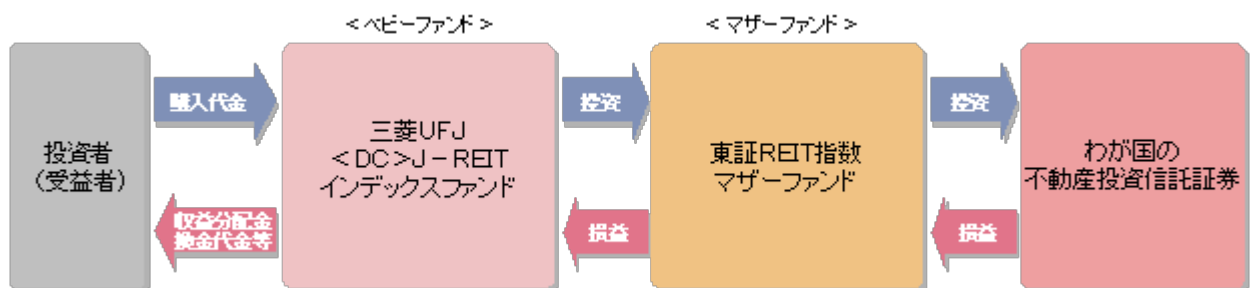 <ベビーファンド>
<マザーファンド>
購入代金
投資
投資
投資者
(受益者)
三菱UFJ
<DC>J-REIT
インデックスファンド
東証REIT指数
マザーファンド
わが国の
不動産投資信託証券
収益分配金
換金代金等
損益
損益